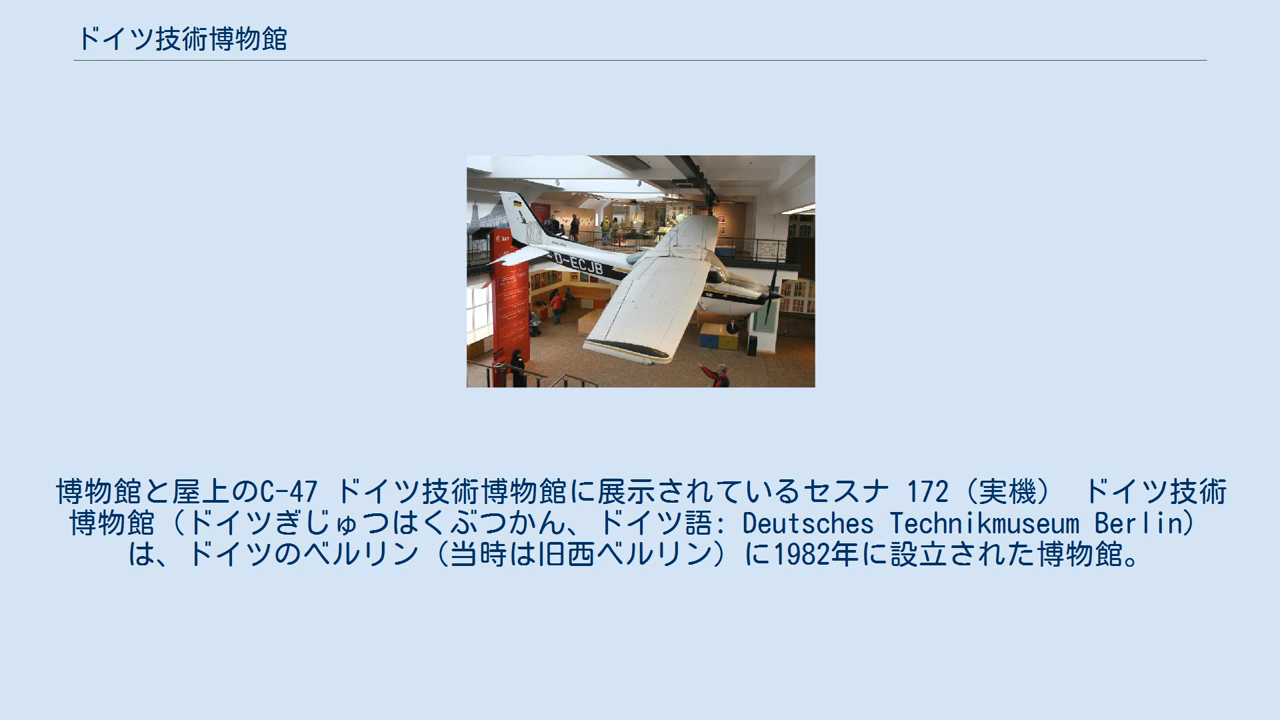 ドイツ技術博物館
D-ECJB
博物館と屋上のC-47 ドイツ技術博物館に展示されているセスナ 172（実機） ドイツ技術
博物館（ドイツぎじゅつはくぶつかん、ドイツ語: Deutsches Technikmuseum Berlin）
は、ドイツのベルリン（当時は旧西ベルリン）に1982年に設立された博物館。